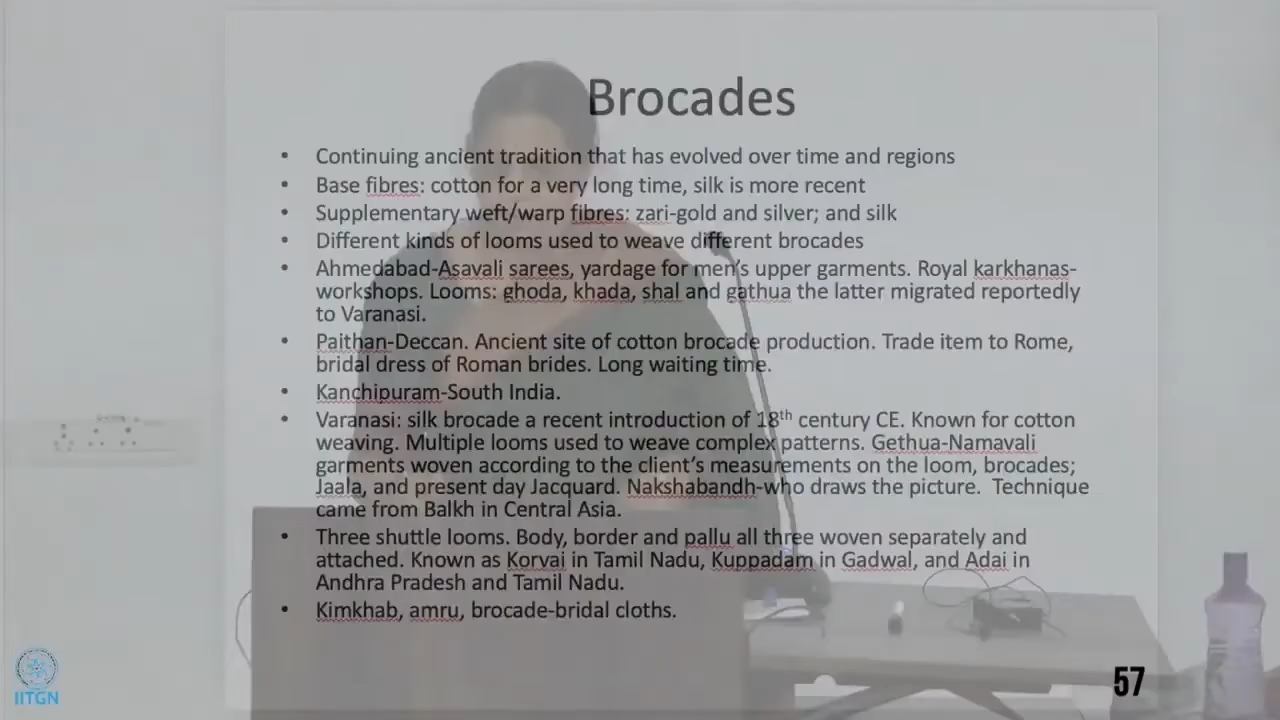 Brocades
• Continuing ancient tradition that has evolved over time and regions
• Base fibres: cotton for a very long time, silk is more recent
• Supplementary weft/warp fibres: zari-gold and silver; and silk
• Different kinds of looms used to weave different brocades
• Ahmedabad-Asavali sarees, yardage for men's upper garments. Royal karkhanas-
workshops. Looms: ghoda, khada, shal and gathua the latter migrated reportedly
to Varanasi.
• Paithan-Deccan. Ancient site of cotton brocade production. Trade item to Rome,
bridal dress of Roman brides. Long waiting time.
• Kanchipuram-South India.
• Varanasi: silk brocade a recent introduction of 18th century CE. Known for cotton
weaving. Multiple looms used to weave complex patterns. Gethua-Namavali
garments woven according to the client's measurements on the loom, brocades;
Jaala, and present day Jacquard. Nakshabandh-who draws the picture. Technique
came from Balkh in Central Asia.
• Three shuttle looms. Body, border and pallu all three woven separately and
attached. Known as Korvai in Tamil Nadu, Kuppadam in Gadwal, and Adai in
Andhra Pradesh and Tamil Nadu.
• Kimkhab, amru, brocade-bridal cloths.
57
IITGN